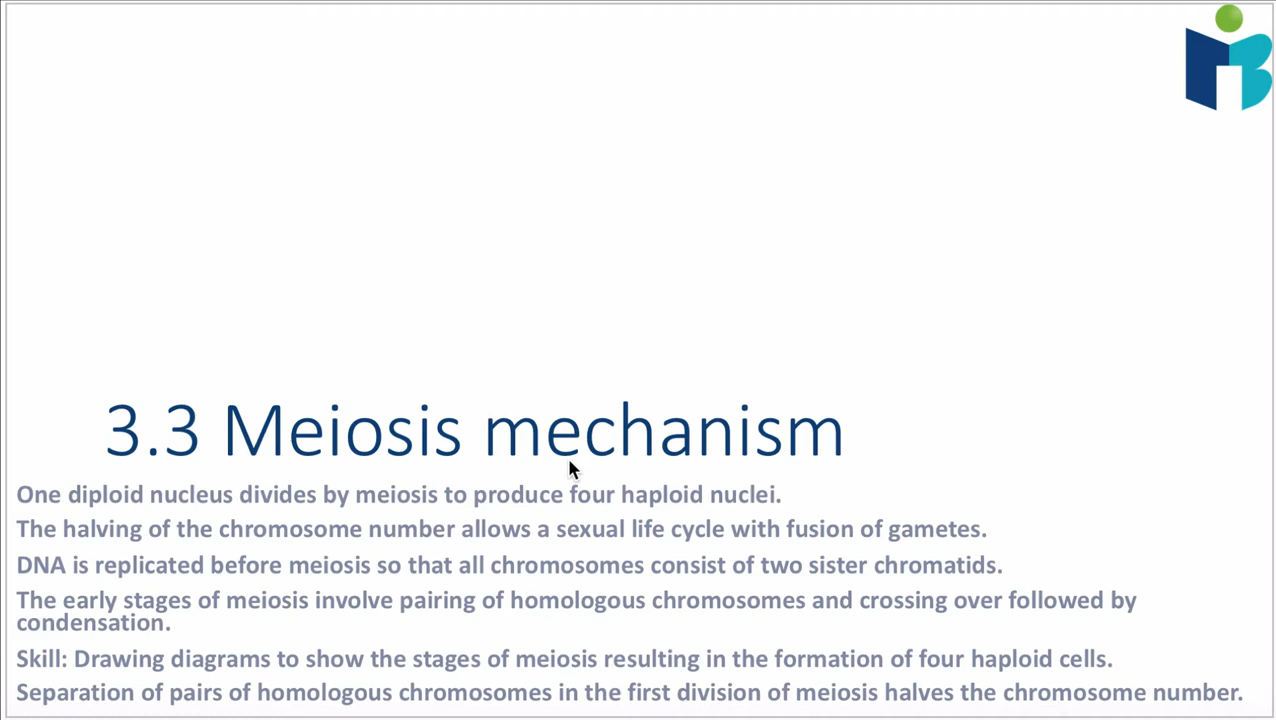 3.3 Meiosis mechanism
One diploid nucleus divides by meiosis to produce four haploid nuclei.
The halving of the chromosome number allows a sexual life cycle with fusion of gametes.
DNA is replicated before meiosis so that all chromosomes consist of two sister chromatids.
The early stages of meiosis involve pairing of homologous chromosomes and crossing over followed by
condensation.
Skill: Drawing diagrams to show the stages of meiosis resulting in the formation of four haploid cells.
Separation of pairs of homologous chromosomes in the first division of meiosis halves the chromosome number.